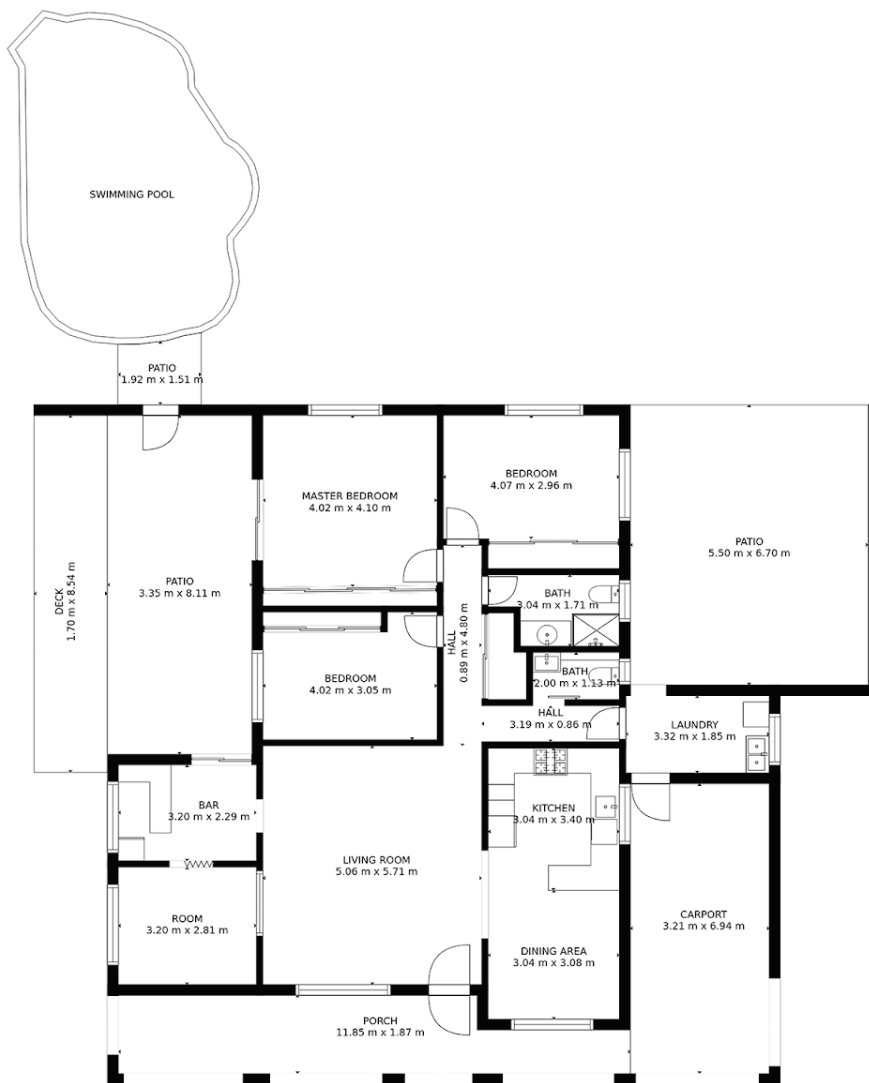 SWIMMING POOL
PATIO
1.92 m x 1.51 m
MASTER BEDROOM
4.02 m x 4.10 m
BEDROOM
4.07 m x 2.96 m
PATIO
5.50 m x 6.70 m
PATIO
3.35 m x 8.11 m
DECK
1.70 m x 8.54 m
BATH
3.04 m x 1.71 m
HALL
0.89 m x 4.80 m
BEDROOM
4.02 m x 3.05 m
BATH
2.00 m x 1.13 m
HALL
3.19 m x 0.86 m
LAUNDRY
3.32 m x 1.85 m
BAR
3.20 m x 2.29 m
KITCHEN
3.04 m x 3.40 m
LIVING ROOM
5.06 m x 5.71 m
ROOM
3.20 m x 2.81 m
CARPORT
3.21 m x 6.94 m
DINING AREA
3.04 m x 3.08 m
PORCH
11.85 m x 1.87 m